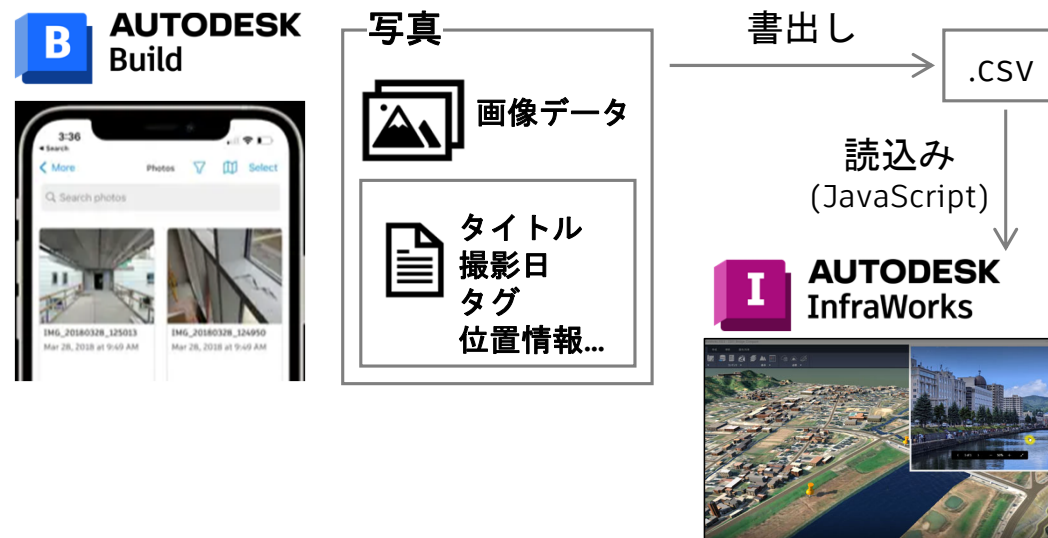 B AUTODESK
Build
3:36
Search
More
Photos
Select
Search photos
IMG_20180328_125013
Mar 28, 2018 at 9:49 AM
IMG_20180328_124950
Mar 28, 2018 at 9:49 AM
写真
画像データ
タイトル
撮影日
タグ
位置情報...
書出し
.csv
読込み
(JavaScript)
I AUTODESK
InfraWorks